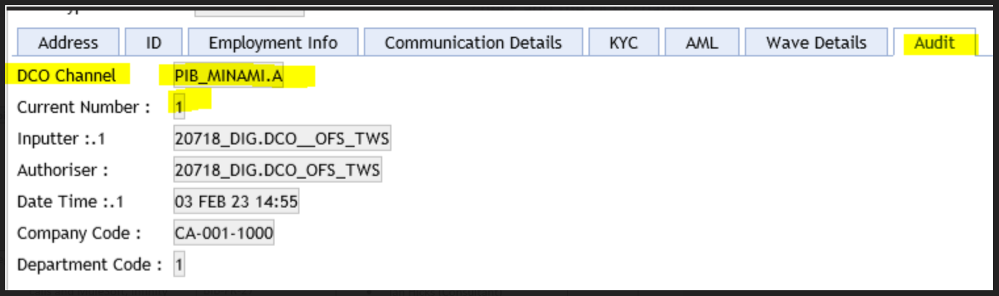 Address ID Employment Info Communication Details KYC AML Wave Details Audit
DCO Channel PIB_MINAMI.A
Current Number : 1
Inputter :.1 20718_DIG.DCO__OFS_TWS
Authoriser : 20718_DIG.DCO_OFS_TWS
Date Time :.1 03 FEB 23 14:55
Company Code : CA-001-1000
Department Code : 1